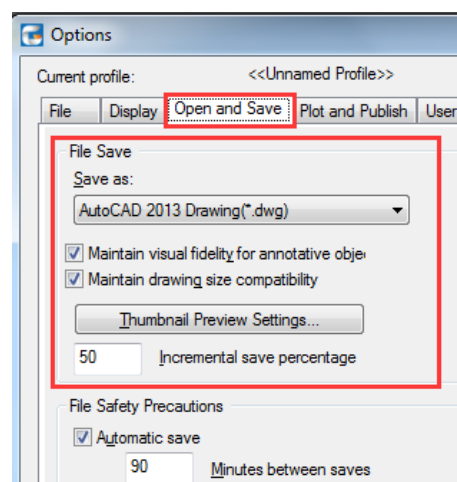 Options
Current profile: <<Unnamed Profile>>
File Display Open and Save Plot and Publish User
File Save
Save as:
AutoCAD 2013 Drawing(*.dwg)
Maintain visual fidelity for annotative obje
Maintain drawing size compatibility
Thumbnail Preview Settings...
50 Incremental save percentage
File Safety Precautions
Automatic save
90 Minutes between saves